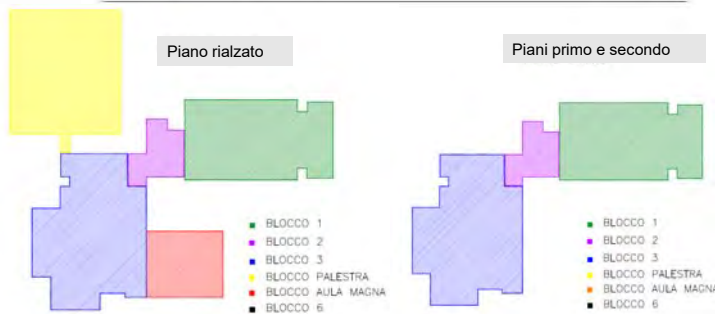 Piano rialzato
Piani primo e secondo
BLOCCO 1
BLOCCO 2
BLOCCO 3
BLOCCO PALESTRA
BLOCCO AULA MAGNA
BLOCCO 6
BLOCCO 1
BLOCCO 2
BLOCCO 3
BLOCCO PALESTRA
BLOCCO AULA MAGNA
BLOCCO 6